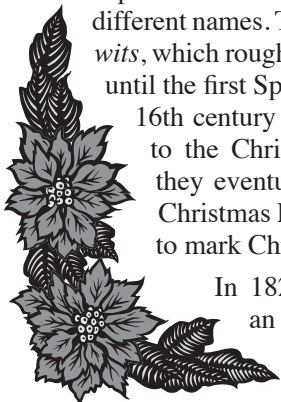 different names. T
wits, which rough
until the first Sp
16th century
to the Chri
they eventu
Christmas
to mark Chr
In 182
an